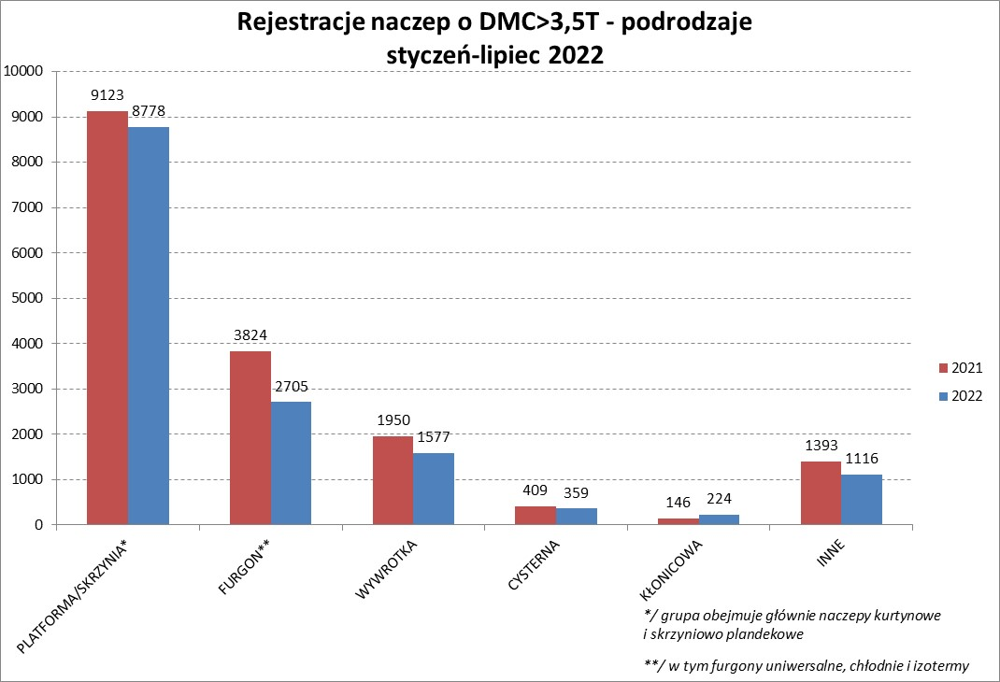 Rejestracje naczep o DMC>3,5T - podrodzaje
styczeń-lipiec 2022
10000
9000
8000
7000
6000
5000
4000
3000
2000
1000
0
9123
8778
3824
2705
1950
1577
409
359
146
224
1393
1116
2021
2022
PLATFORMA/SKRZYNIA*
FURGON**
WYWROTKA
CYSTERNA
KŁONICOWA
INNE
*/ grupa obejmuje głównie naczepy kurtynowe
i skrzyniowo plandekowe
**/ w tym furgony uniwersalne, chłodnie i izotermy